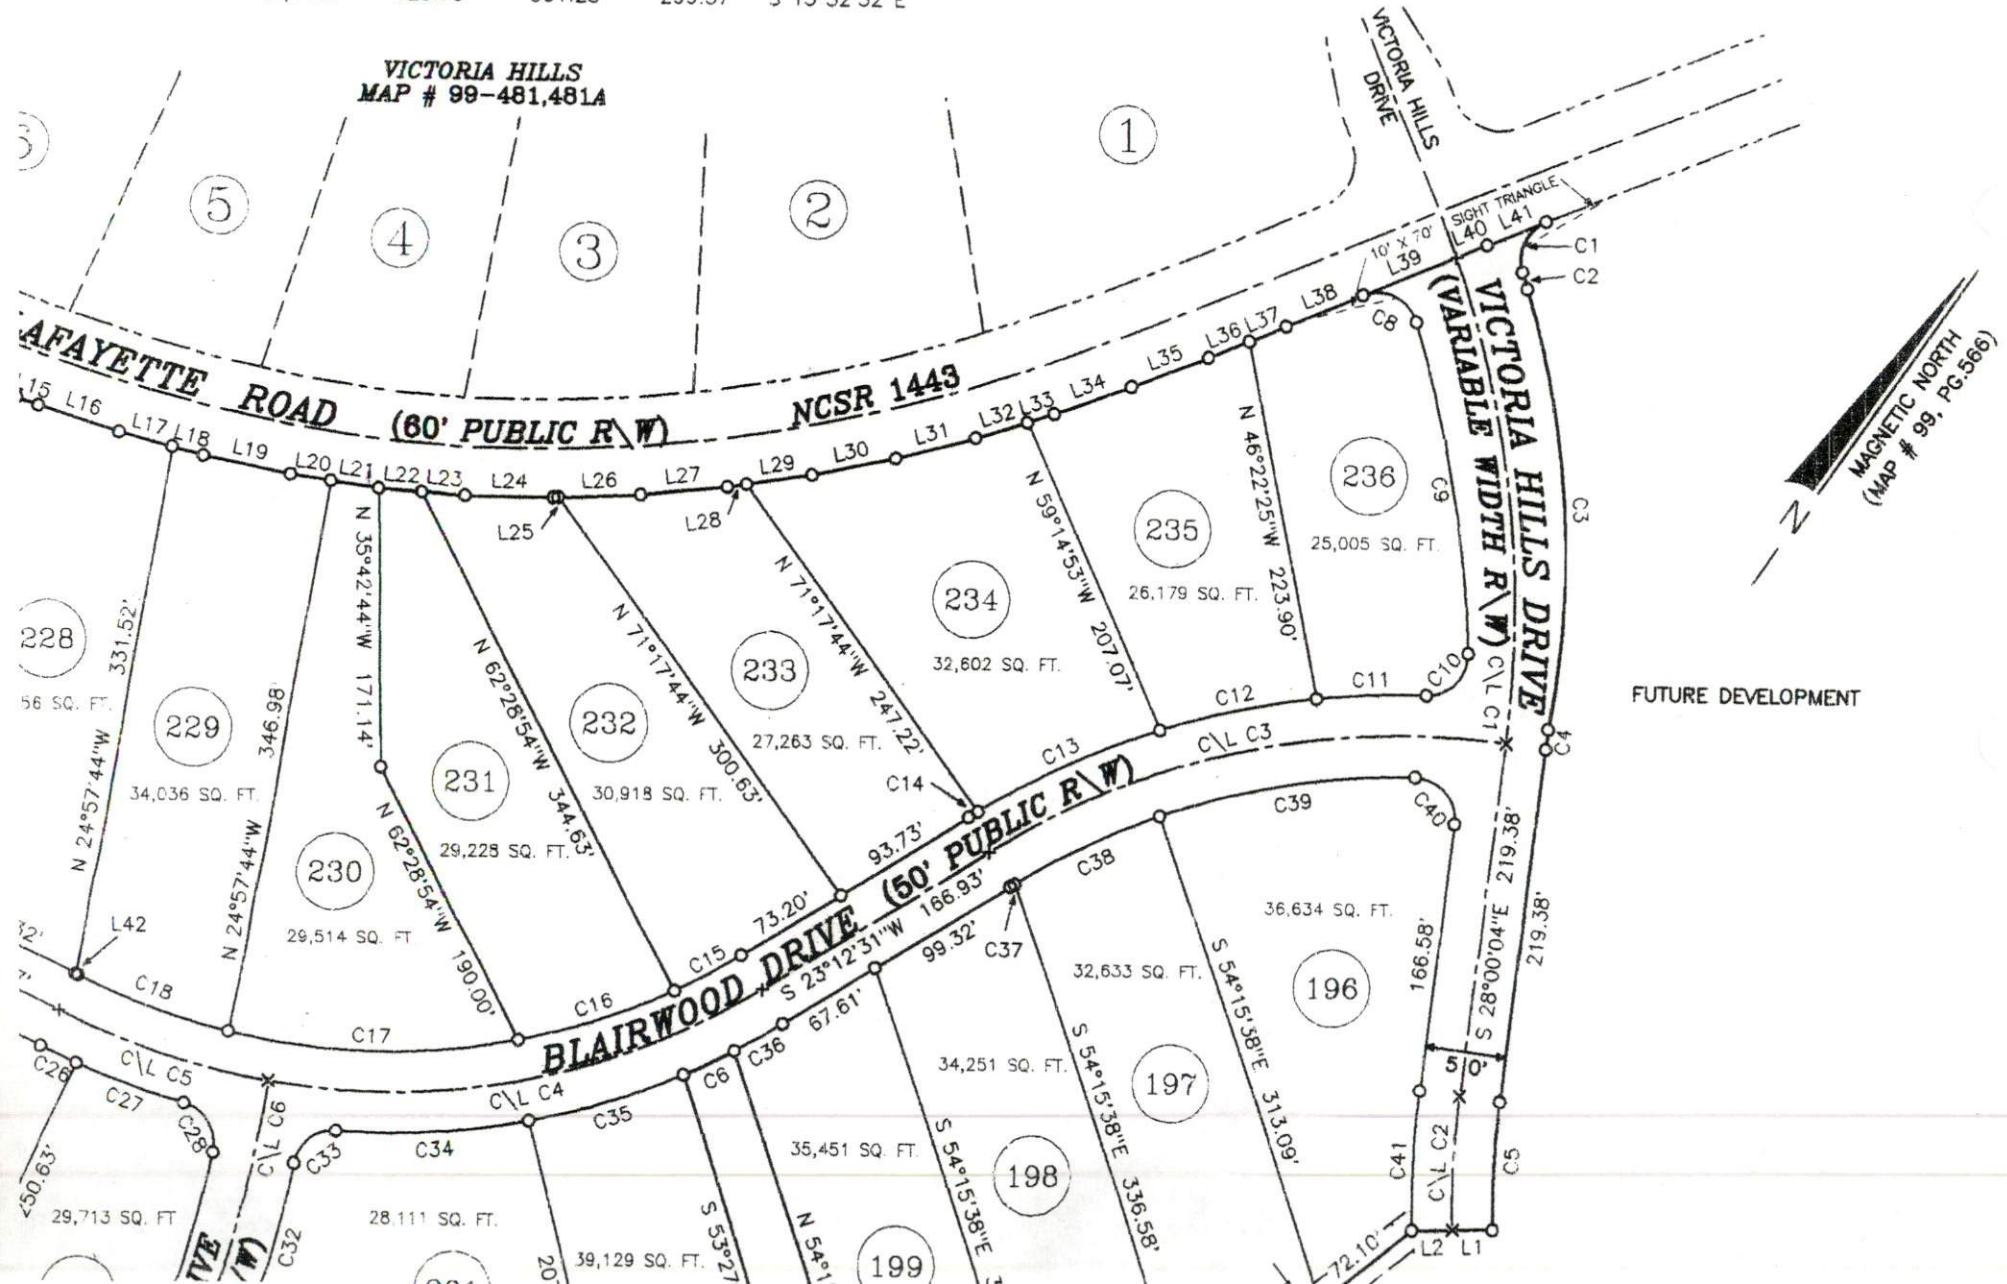 VICTORIA HILLS
MAP # 99-481,481A
5
4
3
2
1
VICTORIA HILLS
DRIVE
SIGHT TRIANGLE
10' X 70'
L40
L41
L39
C1
C2
L38
C8
L37
L36
L35
L34
L33
L32
L31
L30
L29
L28
L27
L26
L25
L24
L23
L22
L21
L20
L19
L18
L17
L16
AFAYETTE ROAD (60' PUBLIC R\W) NCSR 1443
VICTORIA HILLS DRIVE
(VARIABLE WIDTH R\W)
C\L C1
C3
C9
MAGNETIC NORTH
(MAP # 99, PG.566)
N
FUTURE DEVELOPMENT
236
25,005 SQ. FT.
N 46°22'25"W 223.90'
235
26,179 SQ. FT.
N 59°14'53"W 207.07'
234
32,602 SQ. FT.
N 71°17'44"W 247.22'
233
27,263 SQ. FT.
N 71°17'44"W 300.63'
232
30,918 SQ. FT.
N 62°28'54"W 344.63'
231
29,228 SQ. FT.
N 35°42'44"W 171.14'
N 62°28'54"W 190.00'
230
29,514 SQ. FT
N 24°57'44"W 346.98'
229
34,036 SQ. FT.
N 24°57'44"W 331.52'
228
56 SQ. FT.
L42
C10
C11
C12
C\L C3
C4
C13
C14
93.73'
73.20'
C15
C16
C17
C18
BLAIRWOOD DRIVE (50' PUBLIC R\W)
S 23°12'31"W 166.93'
C39
C40
C38
C37
99.32'
67.61'
C36
C6
C35
C\L C4
C34
C33
C\L C5
C\L C6
C26
C27
C28
C32
36,634 SQ. FT.
196
166.58'
S 28°00'04"E 219.38'
219.38'
50'
C41
C\L C2
C5
L2
L1
72.10'
S 54°15'38"E 313.09'
32,633 SQ. FT.
197
S 54°15'38"E 336.58'
34,251 SQ. FT.
198
S 54°15'38"E
35,451 SQ. FT.
199
39,129 SQ. FT.
28,111 SQ. FT.
29,713 SQ. FT